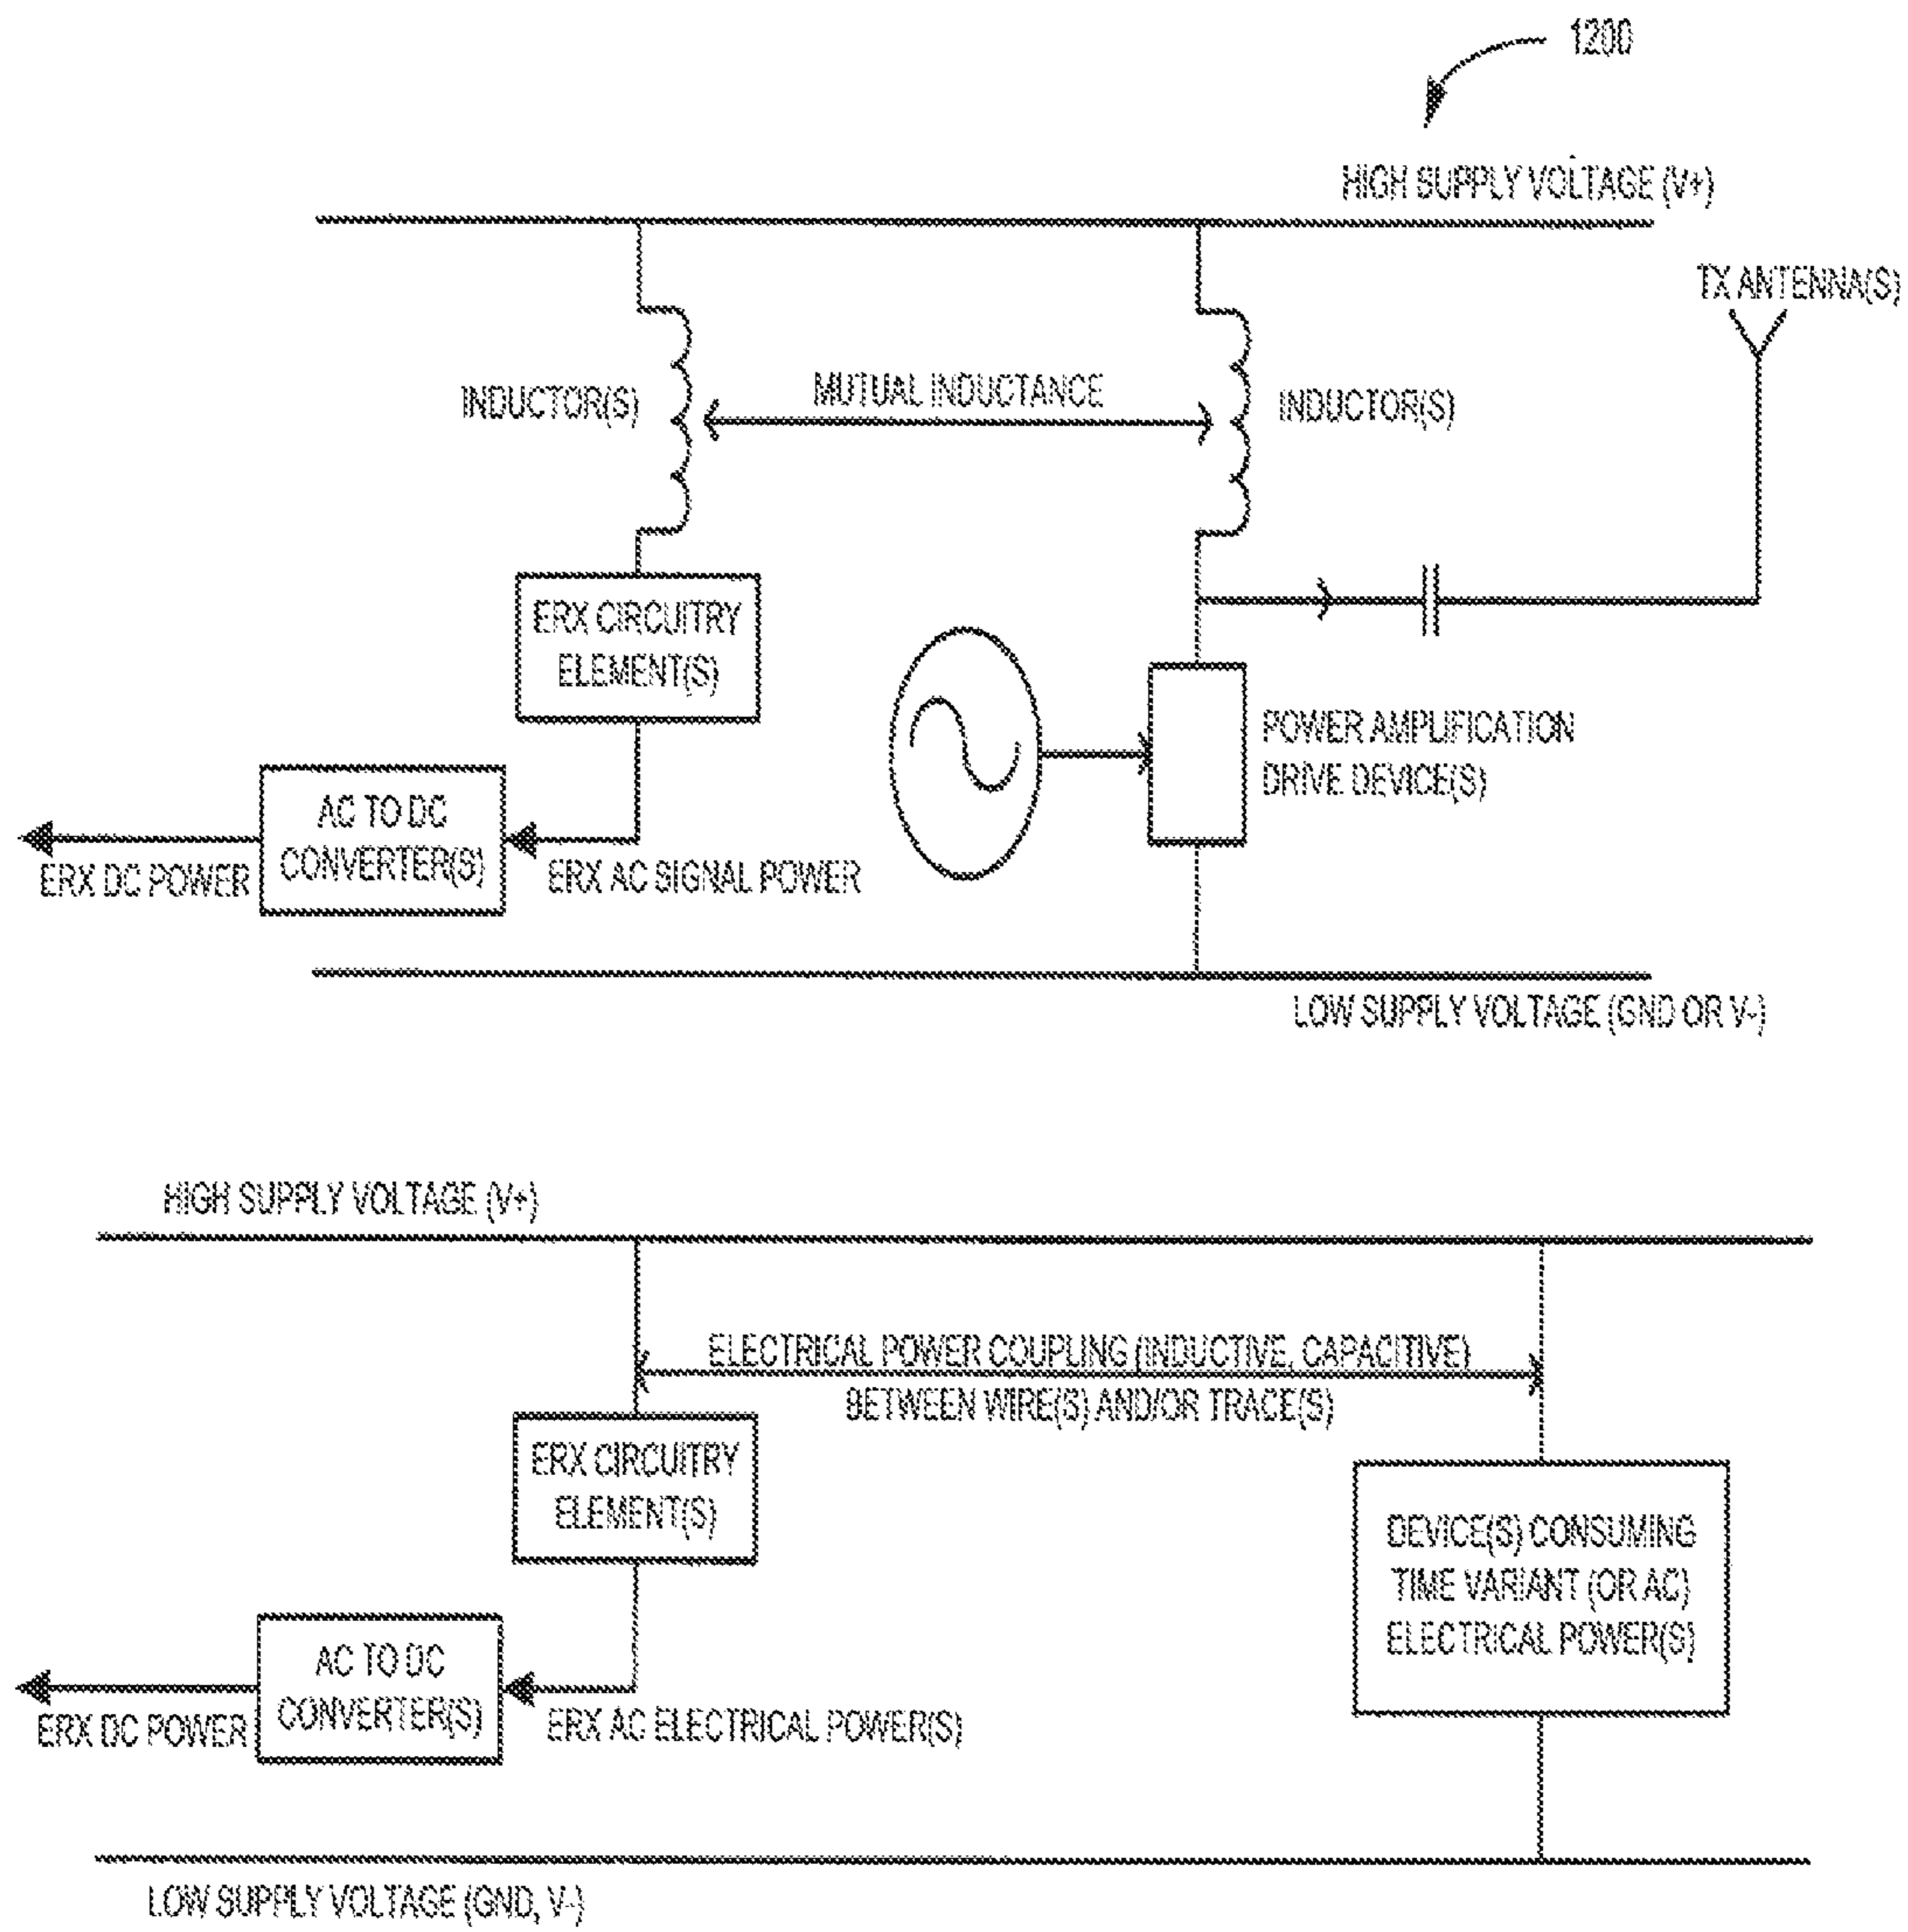 1200
HIGH SUPPLY VOLTAGE (V+)
TX ANTENNA(S)
INDUCTOR(S)
MUTUAL INDUCTANCE
INDUCTOR(S)
ERX CIRCUITRY
ELEMENT(S)
POWER AMPLIFICATION
DRIVE DEVICE(S)
AC TO DC
CONVERTER(S)
ERX DC POWER
ERX AC SIGNAL POWER
LOW SUPPLY VOLTAGE (GND OR V-)
HIGH SUPPLY VOLTAGE (V+)
ELECTRICAL POWER COUPLING (INDUCTIVE, CAPACITIVE)
BETWEEN WIRE(S) AND/OR TRACE(S)
ERX CIRCUITRY
ELEMENT(S)
DEVICE(S) CONSUMING
TIME VARIANT (OR AC)
ELECTRICAL POWER(S)
AC TO DC
CONVERTER(S)
ERX DC POWER
ERX AC ELECTRICAL POWER(S)
LOW SUPPLY VOLTAGE (GND, V-)